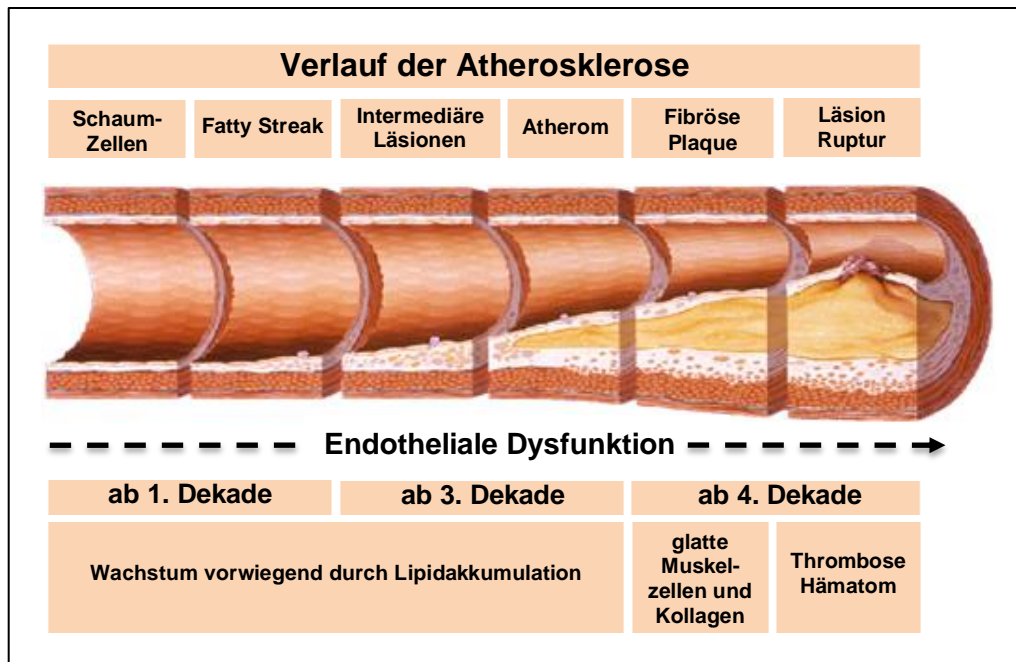 Verlauf der Atherosklerose
Schaum-
Zellen
Fatty Streak
Intermediäre
Läsionen
Atherom
Fibröse
Plaque
Läsion
Ruptur
Endotheliale Dysfunktion
ab 1. Dekade
ab 3. Dekade
ab 4. Dekade
Wachstum vorwiegend durch Lipidakkumulation
glatte
Muskel-
zellen und
Kollagen
Thrombose
Hämatom